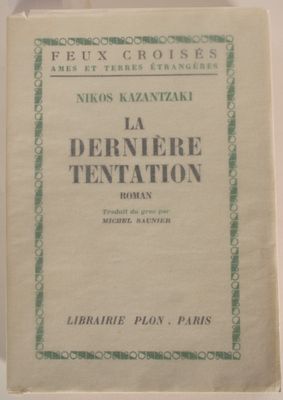 FEUX CROISÉS
AMES ET TERRES ÉTRANGÈRES
NIKOS KAZANTZAKI
LA
DERNIÈRE
TENTATION
ROMAN
Traduit du grec par
MICHEL SAUNIER
LIBRAIRIE PLON . PARIS